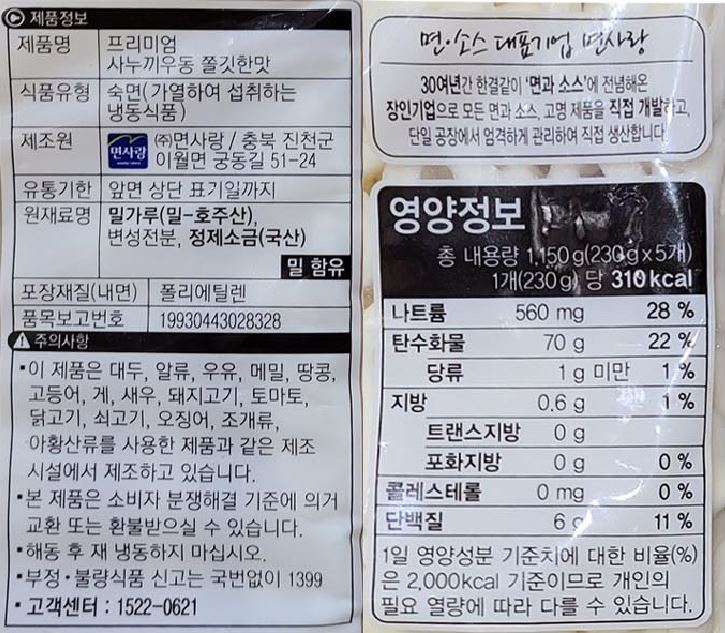 제품정보
제품명 프리미엄
사누끼우동 쫄깃한맛
식품유형 숙면(가열하여 섭취하는
냉동식품)
제조원 면사랑 ㈜면사랑 / 충북 진천군
이월면 궁동길 51-24
유통기한 앞면 상단 표기일까지
원재료명 밀가루(밀-호주산),
변성전분, 정제소금(국산)
밀 함유
포장재질(내면) 폴리에틸렌
품목보고번호 19930443028328
주의사항
▪이 제품은 대두, 알류, 우유, 메밀, 땅콩,
고등어, 게, 새우, 돼지고기, 토마토,
닭고기, 쇠고기, 오징어, 조개류,
아황산류를 사용한 제품과 같은 제조
시설에서 제조하고 있습니다.
▪본 제품은 소비자 분쟁해결 기준에 의거
교환 또는 환불받으실 수 있습니다.
▪해동 후 재 냉동하지 마십시오.
▪부정·불량식품 신고는 국번없이 1399
▪고객센터 : 1522-0621
면·소스 대표기업 면사랑
30여년간 한결같이 '면과 소스'에 전념해온
장인기업으로 모든 면과 소스, 고명 제품을 직접 개발하고,
단일 공장에서 엄격하게 관리하여 직접 생산합니다.
영양정보
총 내용량 1,150 g(230 g x 5개)
1개(230 g) 당 310 kcal
나트륨 560 mg 28 %
탄수화물 70 g 22 %
당류 1 g 미만 1 %
지방 0.6 g 1 %
트랜스지방 0 g
포화지방 0 g 0 %
콜레스테롤 0 mg 0 %
단백질 6 g 11 %
1일 영양성분 기준치에 대한 비율(%)
은 2,000kcal 기준이므로 개인의
필요 열량에 따라 다를 수 있습니다.